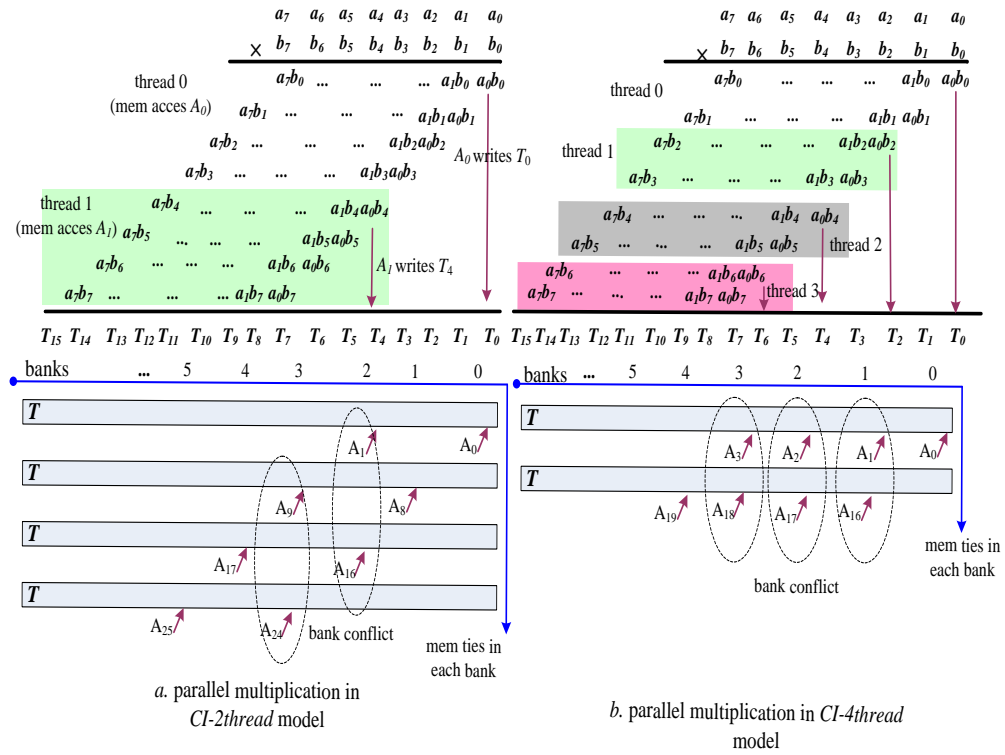 a7 a6 a5 a4 a3 a2 a1 a0
× b7 b6 b5 b4 b3 b2 b1 b0
thread 0
(mem acces A0)
a7b0 ... ... ... a1b0 a0b0
a7b1 ... ... ... a1b1 a0b1
a7b2 ... ... ... ... a1b2 a0b2
A0 writes T0
a7b3 ... ... ... ... a1b3 a0b3
thread 1
(mem acces A1)
a7b4 ... ... ... a1b4 a0b4
a7b5 ... ... ... a1b5 a0b5
A1 writes T4
a7b6 ... ... ... ... a1b6 a0b6
a7b7 ... ... ... a1b7 a0b7
T15 T14 T13 T12 T11 T10 T9 T8 T7 T6 T5 T4 T3 T2 T1 T0
banks ... 5 4 3 2 1 0
T
A1 A0
T
A9 A8
T
A17 A16
T
A25 A24
bank conflict
mem ties in
each bank
a. parallel multiplication in
CI-2thread model
a7 a6 a5 a4 a3 a2 a1 a0
× b7 b6 b5 b4 b3 b2 b1 b0
thread 0
a7b0 ... ... ... a1b0 a0b0
a7b1 ... ... ... a1b1 a0b1
thread 1
a7b2 ... ... ... ... a1b2 a0b2
a7b3 ... ... ... ... a1b3 a0b3
a7b4 ... ... ... a1b4 a0b4
thread 2
a7b5 ... ... ... a1b5 a0b5
a7b6 ... ... ... ... a1b6 a0b6
thread 3
a7b7 ... ... ... ... a1b7 a0b7
T15 T14 T13 T12 T11 T10 T9 T8 T7 T6 T5 T4 T3 T2 T1 T0
banks ... 5 4 3 2 1 0
T
A3 A2 A1 A0
T
A19 A18 A17 A16
bank conflict
mem ties in
each bank
b. parallel multiplication in CI-4thread
model